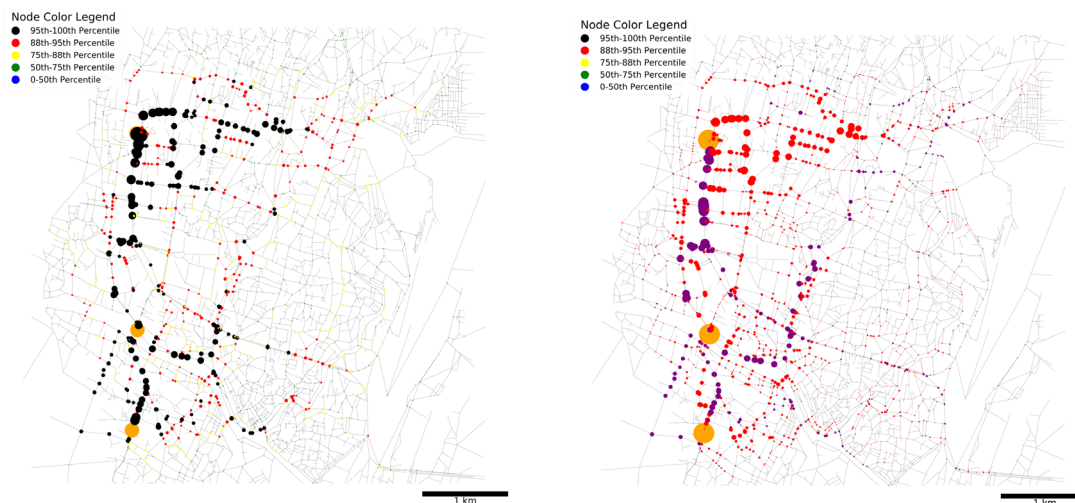 Node Color Legend
95th-100th Percentile
88th-95th Percentile
75th-88th Percentile
50th-75th Percentile
0-50th Percentile
1 km
Node Color Legend
95th-100th Percentile
88th-95th Percentile
75th-88th Percentile
50th-75th Percentile
0-50th Percentile
1 km